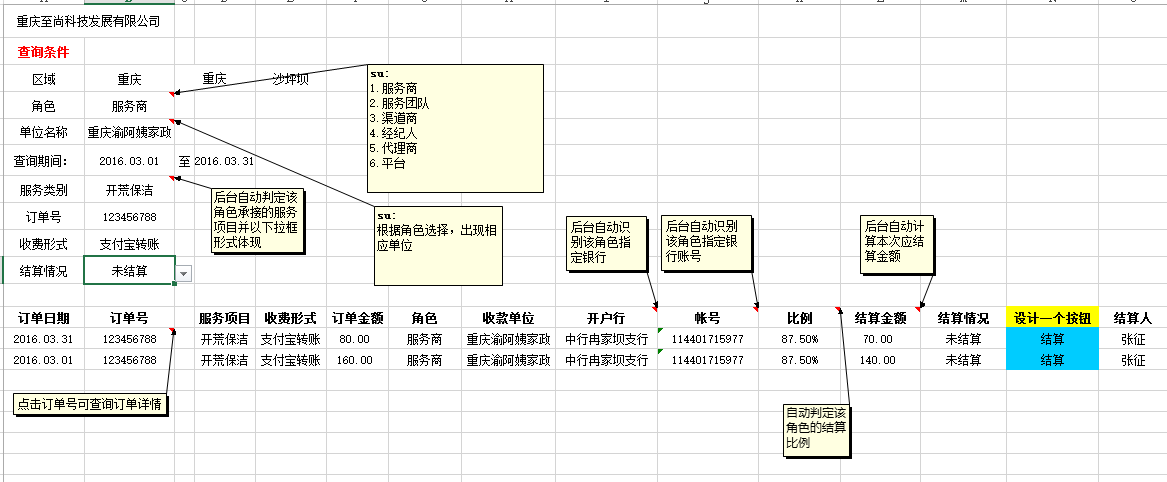 重庆至尚科技发展有限公司
查询条件
区域 重庆 重庆 沙坪坝
角色 服务商
单位名称 重庆渝阿姨家政
查询期间: 2016.03.01 至 2016.03.31
服务类别 开荒保洁
订单号 123456788
收费形式 支付宝转账
结算情况 未结算
su:
1.服务商
2.服务团队
3.渠道商
4.经纪人
5.代理商
6.平台
后台自动判定该
角色承接的服务
项目并以下拉框
形式体现
su:
根据角色选择，出现相
应单位
后台自动识
别该角色指
定银行
后台自动识别
该角色指定银
行账号
后台自动计
算本次应结
算金额
订单日期 订单号 服务项目 收费形式 订单金额 角色 收款单位 开户行 帐号 比例 结算金额 结算情况 设计一个按钮 结算人
2016.03.31 123456788 开荒保洁 支付宝转账 80.00 服务商 重庆渝阿姨家政 中行冉家坝支行 114401715977 87.50% 70.00 未结算 结算 张征
2016.03.01 123456788 开荒保洁 支付宝转账 160.00 服务商 重庆渝阿姨家政 中行冉家坝支行 114401715977 87.50% 140.00 未结算 结算 张征
点击订单号可查询订单详情
自动判定该
角色的结算
比例